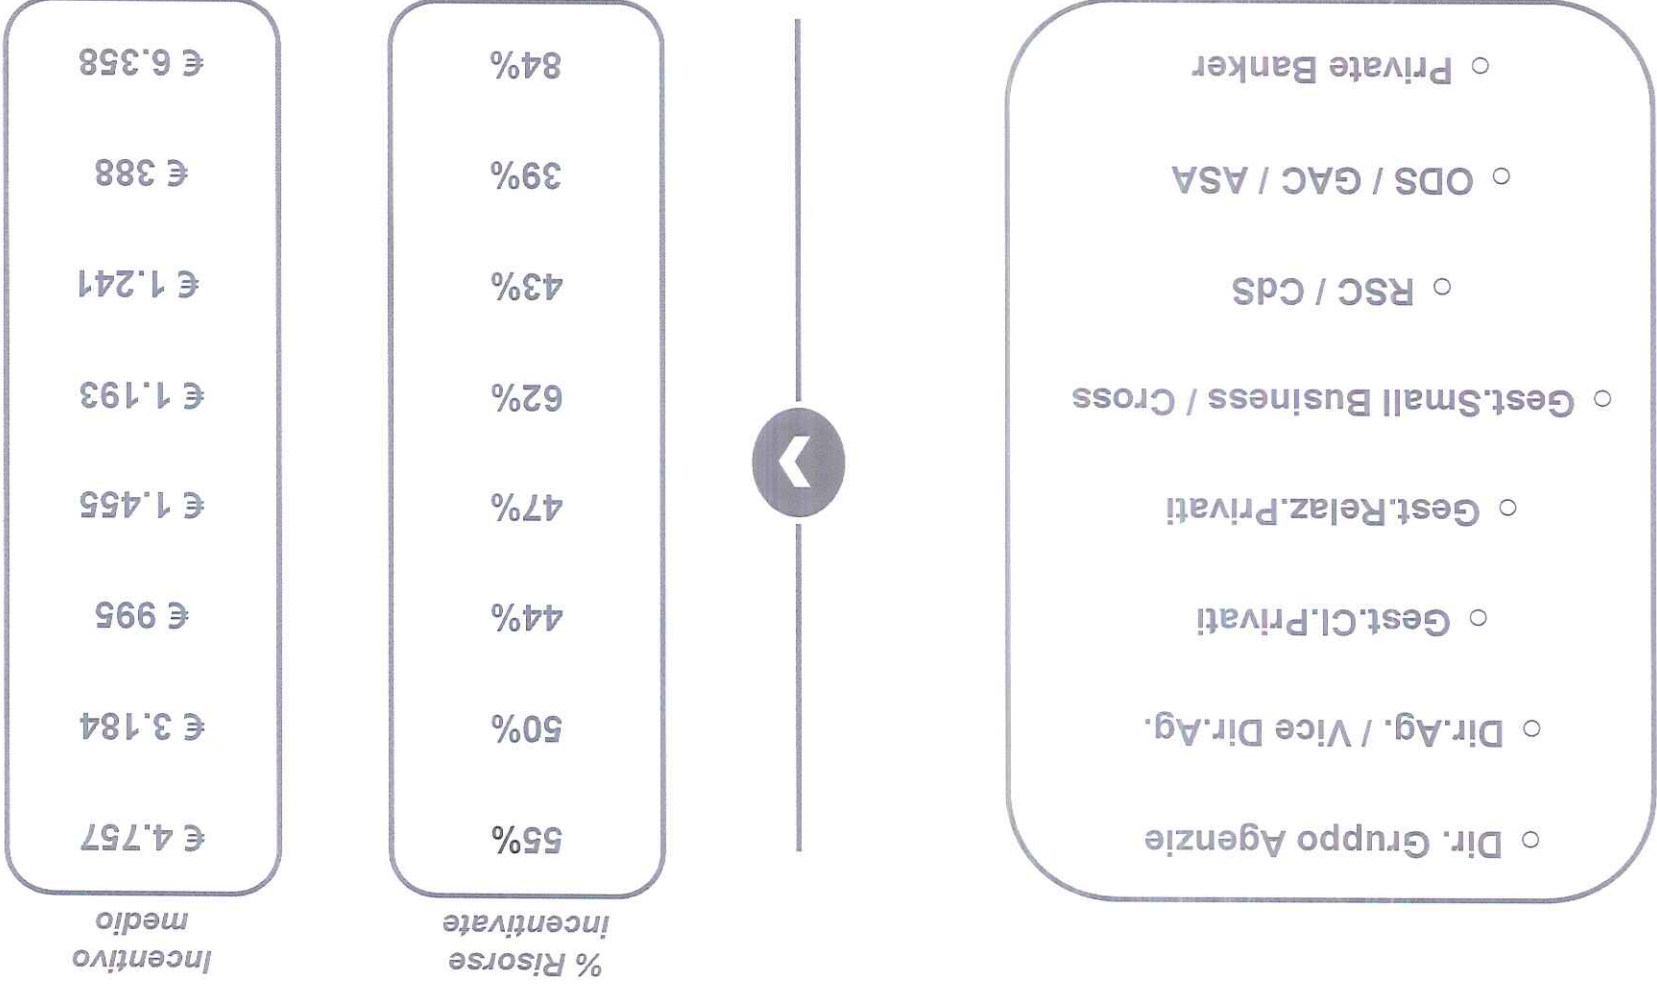 % Risorse incentivate
Incentivo medio
○ Dir. Gruppo Agenzie 55% € 4.757
○ Dir.Ag. / Vice Dir.Ag. 50% € 3.184
○ Gest.Cl.Privati 44% € 995
○ Gest.Relaz.Privati 47% € 1.455
○ Gest.Small Business / Cross 62% € 1.193
○ RSC / CdS 43% € 1.241
○ ODS / GAC / ASA 39% € 388
○ Private Banker 84% € 6.358